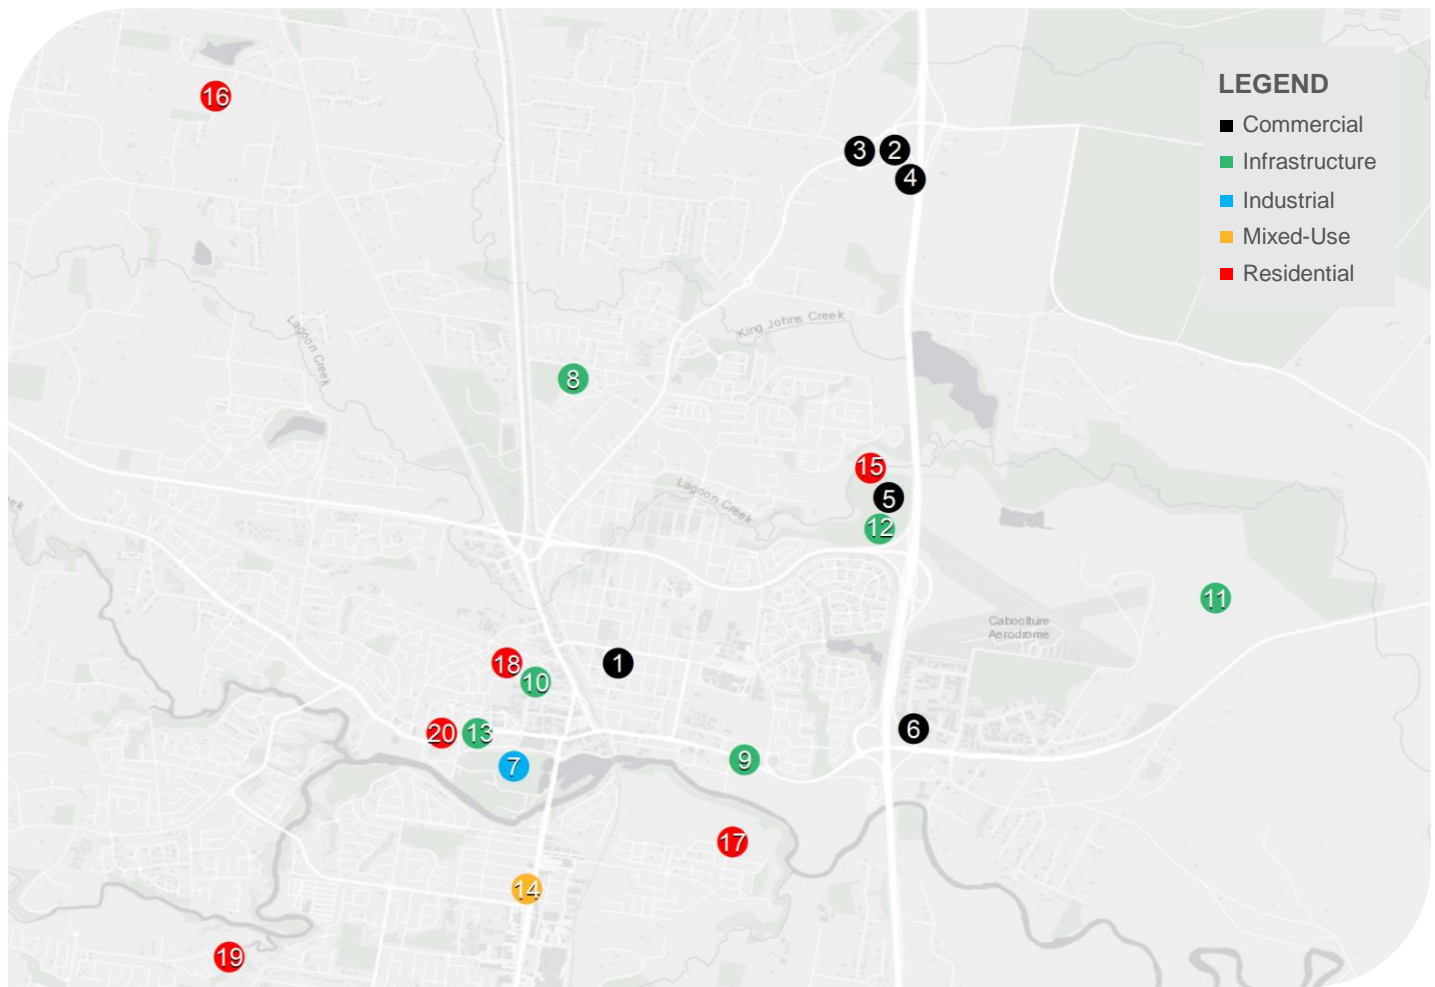 LEGEND
Commercial
Infrastructure
Industrial
Mixed-Use
Residential
16
3
2
4
King Johns Creek
Lagoon Creek
8
15
Lagoon Creek
5
12
11
Caboolture
Aerodrome
18
1
10
20
13
6
9
7
17
14
19